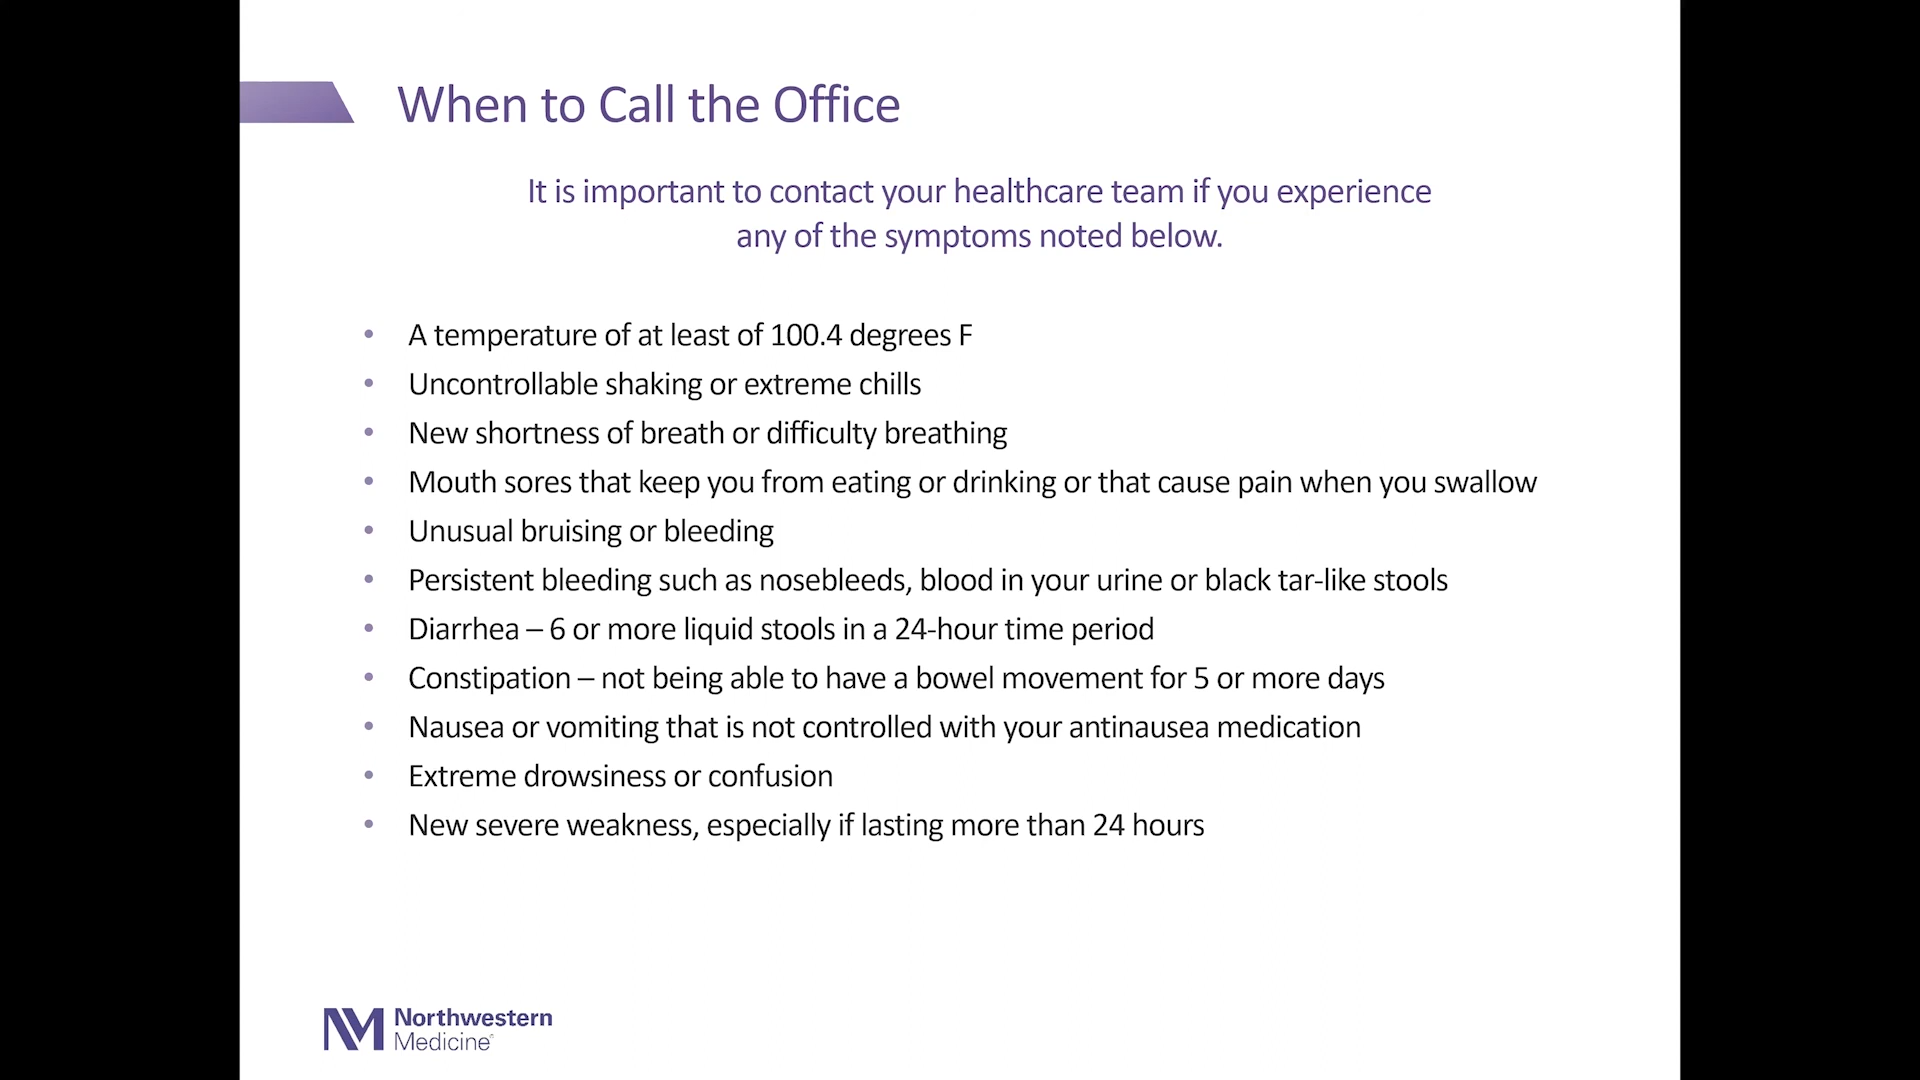 When to Call the Office
It is important to contact your healthcare team if you experience
any of the symptoms noted below.
• A temperature of at least of 100.4 degrees F
• Uncontrollable shaking or extreme chills
• New shortness of breath or difficulty breathing
• Mouth sores that keep you from eating or drinking or that cause pain when you swallow
• Unusual bruising or bleeding
• Persistent bleeding such as nosebleeds, blood in your urine or black tar-like stools
• Diarrhea – 6 or more liquid stools in a 24-hour time period
• Constipation – not being able to have a bowel movement for 5 or more days
• Nausea or vomiting that is not controlled with your antinausea medication
• Extreme drowsiness or confusion
• New severe weakness, especially if lasting more than 24 hours
NM Northwestern
Medicine